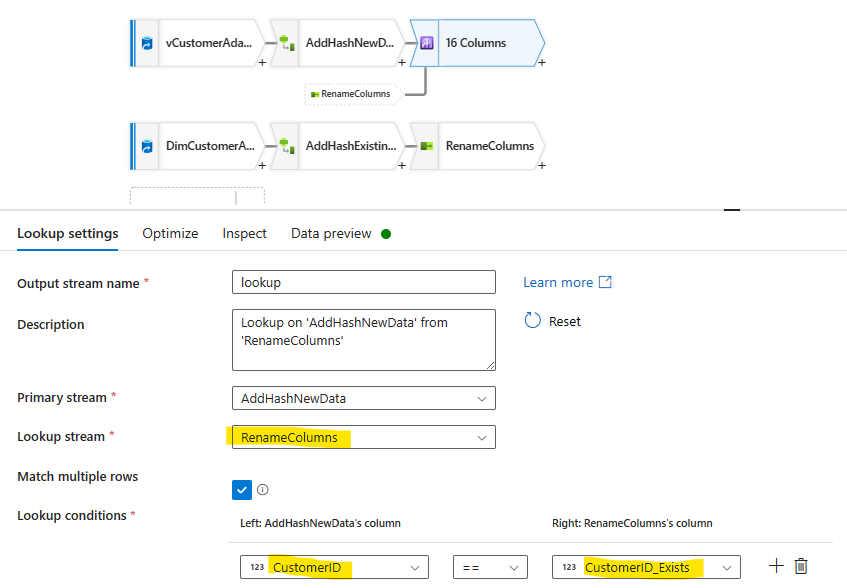 vCustomerAda...
AddHashNewD...
16 Columns
+
+
+
RenameColumns
DimCustomerA...
AddHashExistin...
RenameColumns
+
+
+
Lookup settings
Optimize
Inspect
Data preview
Output stream name *
lookup
Learn more
Description
Lookup on 'AddHashNewData' from
'RenameColumns'
Reset
Primary stream *
AddHashNewData
Lookup stream *
RenameColumns
Match multiple rows
Lookup conditions *
Left: AddHashNewData's column
Right: RenameColumns's column
123 CustomerID
==
123 CustomerID_Exists